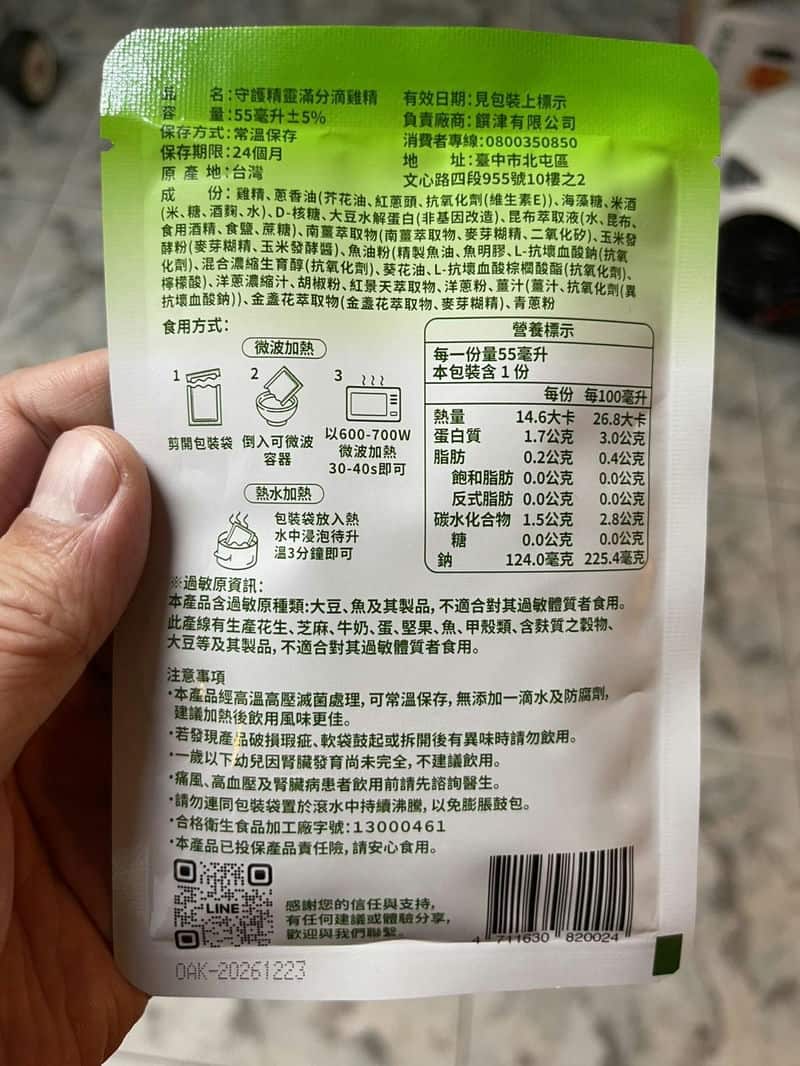 品　　名:守護精靈滿分滴雞精
容　　量:55毫升±5%
保存方式:常溫保存
保存期限:24個月
原 產 地:台灣
有效日期:見包裝上標示
負責廠商:饌津有限公司
消費者專線:0800350850
地　　址:臺中市北屯區
文心路四段955號10樓之2
成　　份:雞精、蔥香油(芥花油、紅蔥頭、抗氧化劑(維生素E))、海藻糖、米酒
(米、糖、酒麴、水)、D-核糖、大豆水解蛋白(非基因改造)、昆布萃取液(水、昆布、
食用酒精、食鹽、蔗糖)、南薑萃取物(南薑萃取物、麥芽糊精、二氧化矽)、玉米發
酵粉(麥芽糊精、玉米發酵醬)、魚油粉(精製魚油、魚明膠、L-抗壞血酸鈉(抗氧
化劑)、混合濃縮生育醇(抗氧化劑)、葵花油、L-抗壞血酸棕櫚酸酯(抗氧化劑)、
檸檬酸)、洋蔥濃縮汁、胡椒粉、紅景天萃取物、洋蔥粉、薑汁(薑汁、抗氧化劑(異
抗壞血酸鈉))、金盞花萃取物(金盞花萃取物、麥芽糊精)、青蔥粉
食用方式:
微波加熱
1 2 3
剪開包裝袋
倒入可微波
容器
以600-700W
微波加熱
30-40s即可
熱水加熱
包裝袋放入熱
水中浸泡待升
溫3分鐘即可
營養標示
每一份量55毫升
本包裝含 1 份
每份 每100毫升
熱量 14.6大卡 26.8大卡
蛋白質 1.7公克 3.0公克
脂肪 0.2公克 0.4公克
飽和脂肪 0.0公克 0.0公克
反式脂肪 0.0公克 0.0公克
碳水化合物 1.5公克 2.8公克
糖 0.0公克 0.0公克
鈉 124.0毫克 225.4毫克
※過敏原資訊:
本產品含過敏原種類:大豆、魚及其製品,不適合對其過敏體質者食用。
此產線有生產花生、芝麻、牛奶、蛋、堅果、魚、甲殼類、含麩質之穀物、
大豆等及其製品,不適合對其過敏體質者食用。
注意事項
·本產品經高溫高壓滅菌處理,可常溫保存,無添加一滴水及防腐劑,
建議加熱後飲用風味更佳。
·若發現產品破損瑕疵、軟袋鼓起或拆開後有異味時請勿飲用。
·一歲以下幼兒因腎臟發育尚未完全,不建議飲用。
·痛風、高血壓及腎臟病患者飲用前請先諮詢醫生。
·請勿連同包裝袋置於滾水中持續沸騰,以免膨脹鼓包。
·合格衛生食品加工廠字號:13000461
·本產品已投保產品責任險,請安心食用。
LINE
感謝您的信任與支持,
有任何建議或體驗分享,
歡迎與我們聯繫。
4 711630 820024
OAK-20261223